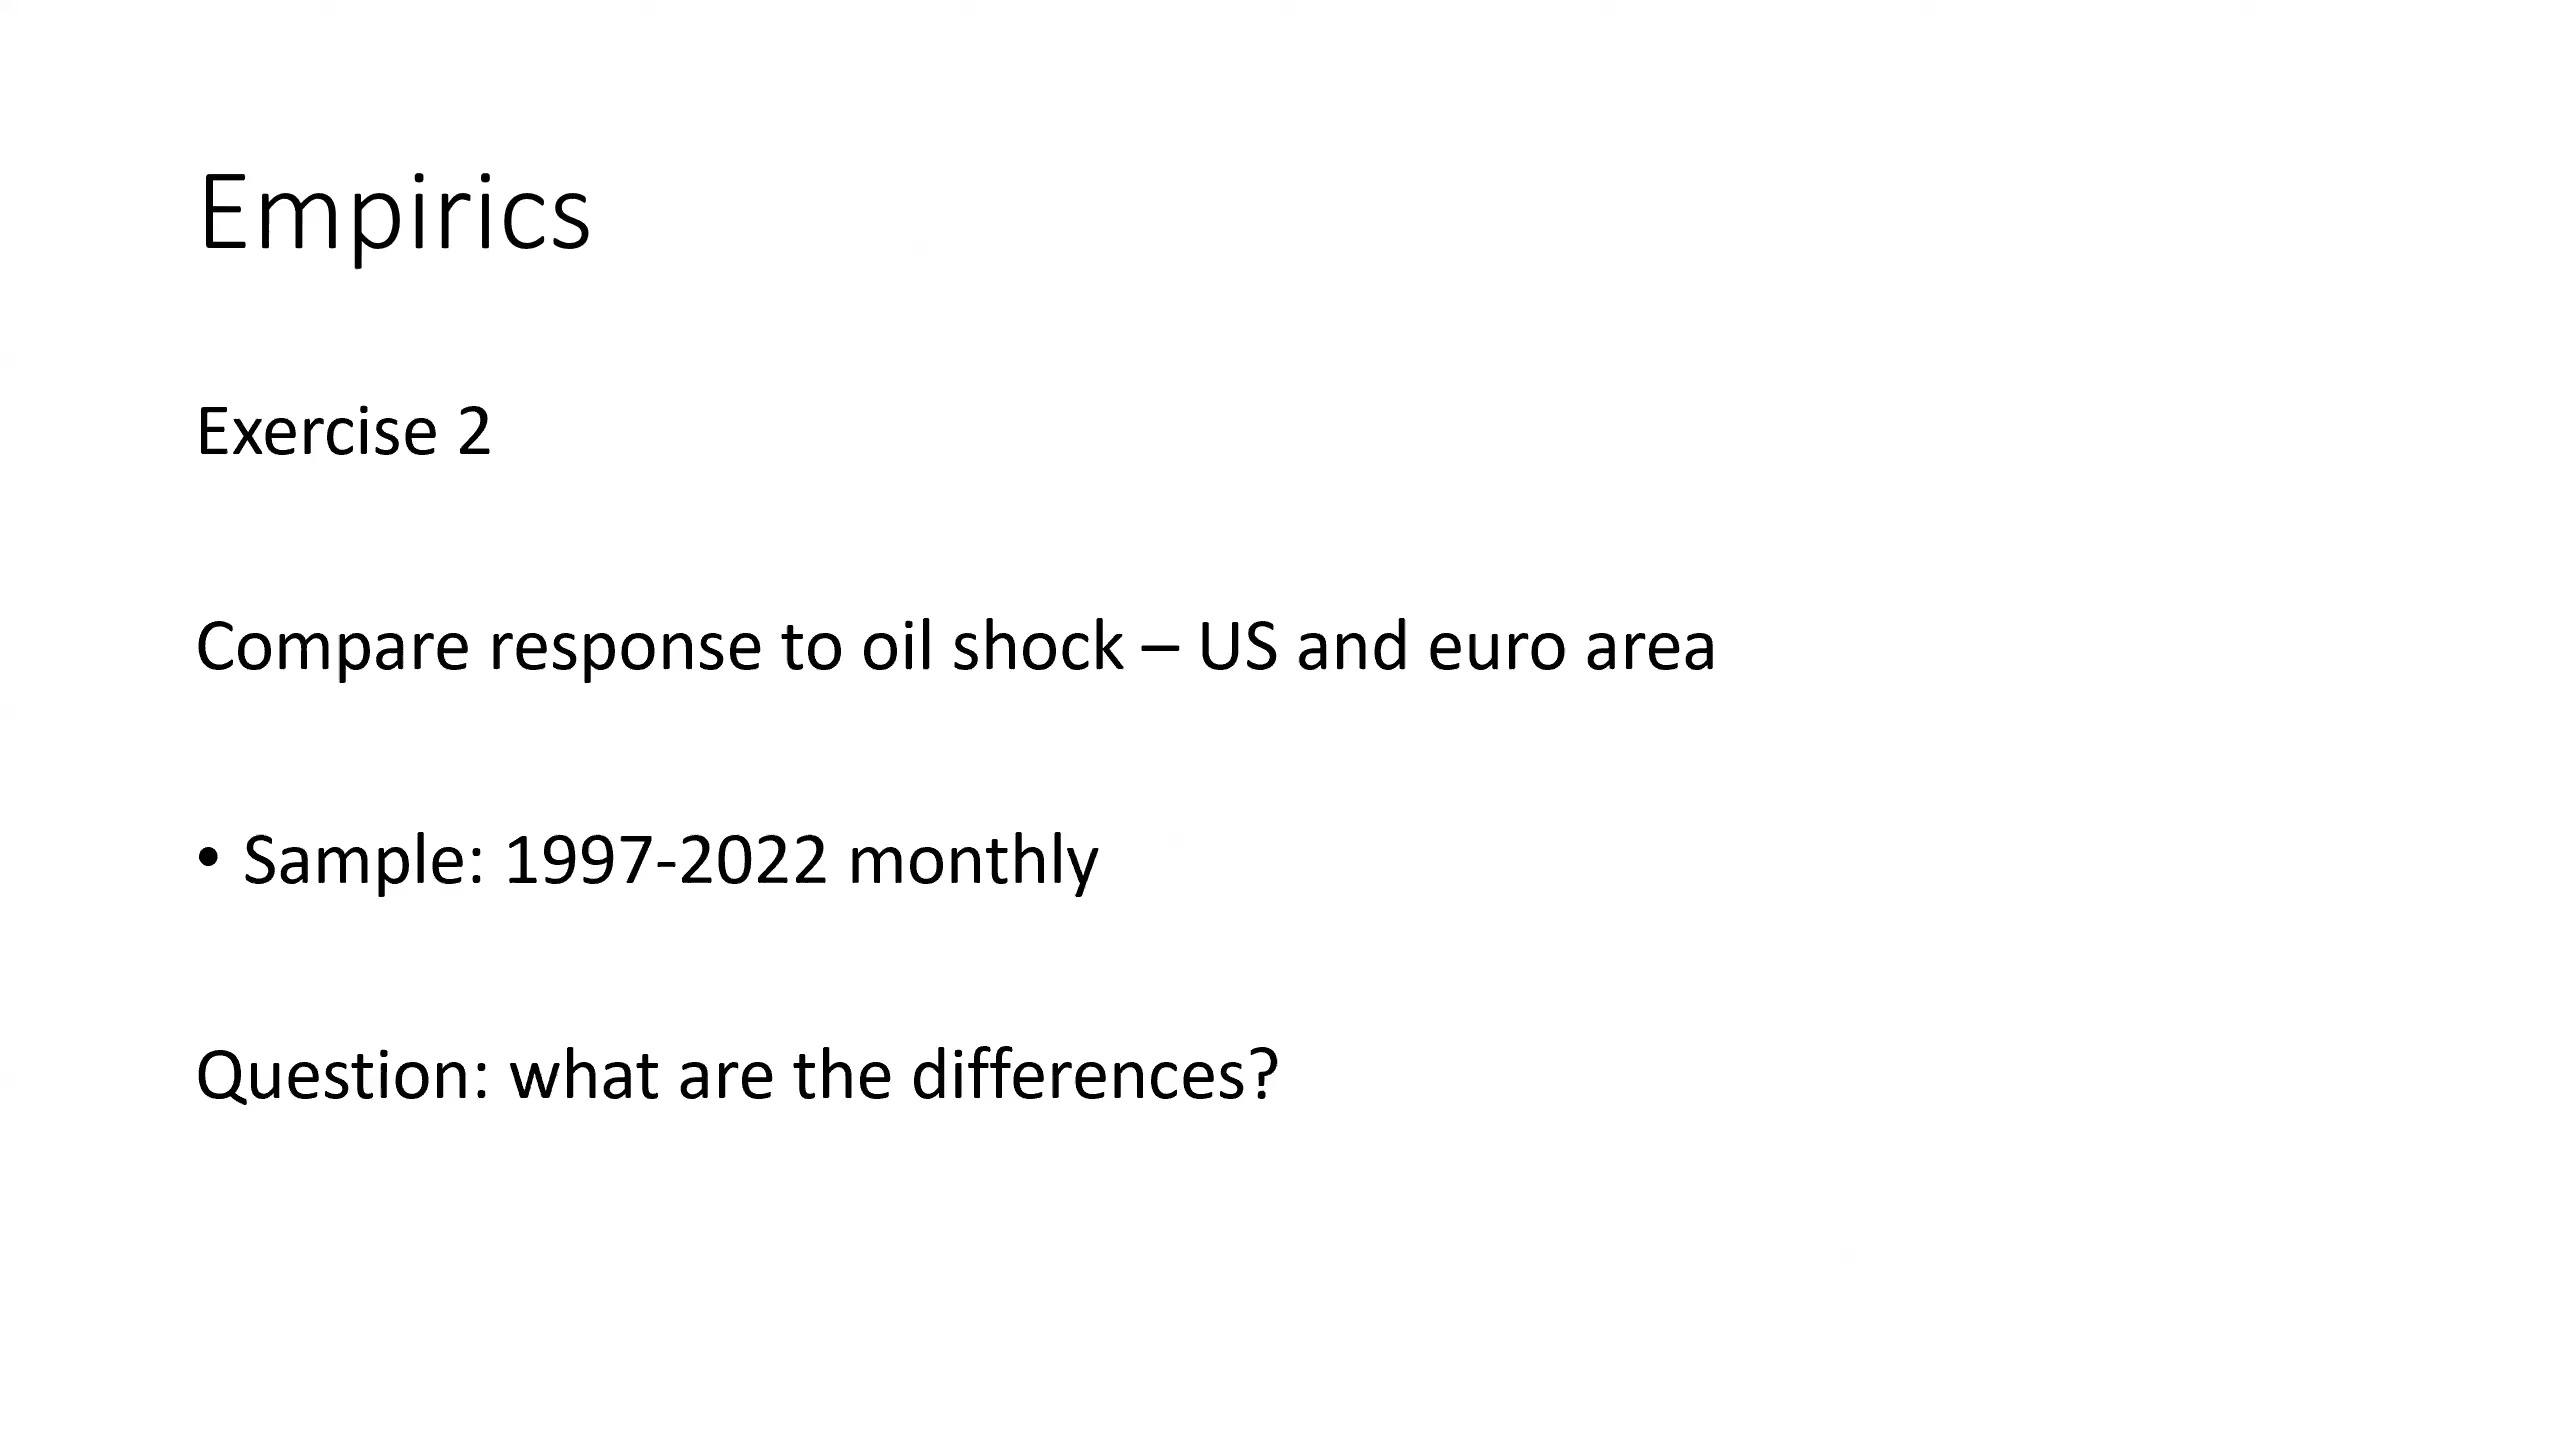 Empirics
Exercise 2
Compare response to oil shock – US and euro area
• Sample: 1997-2022 monthly
Question: what are the differences?